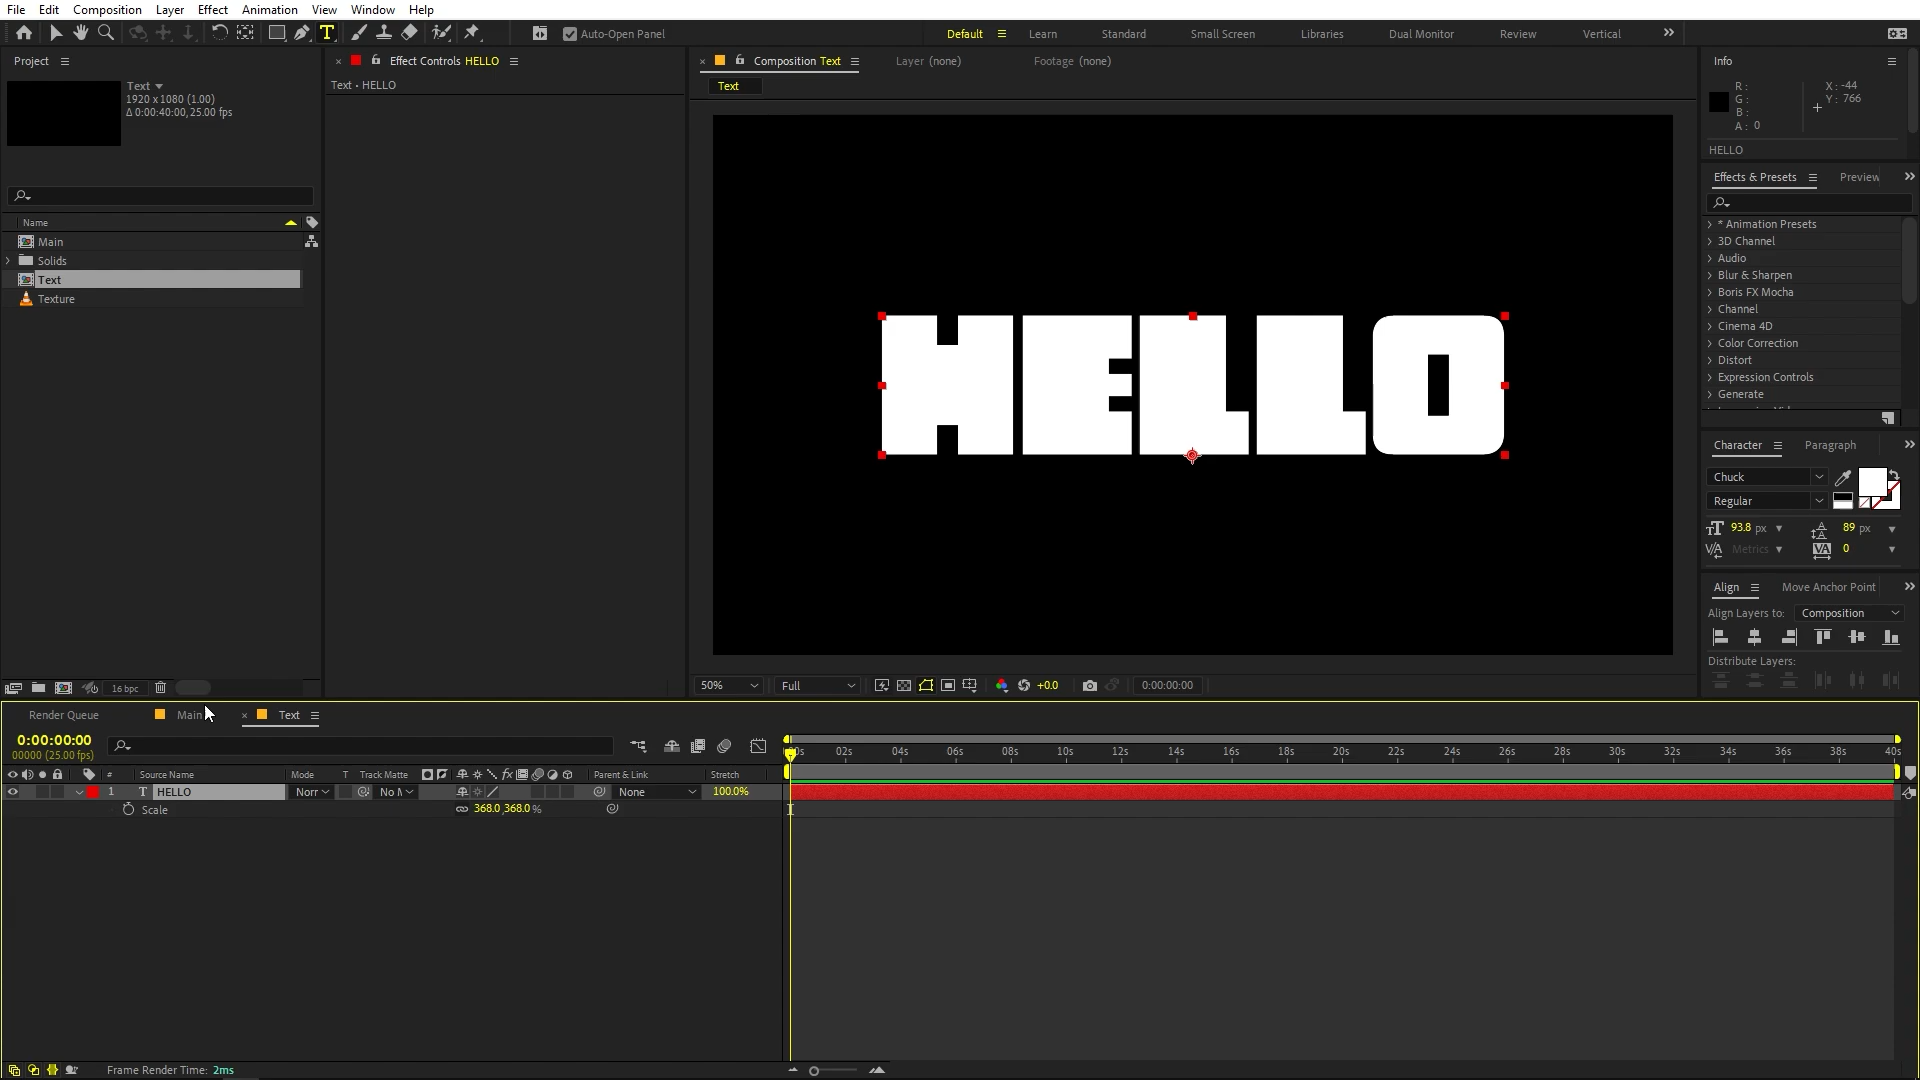 File Edit Composition Layer Effect Animation View Window Help
T Auto-Open Panel Default Learn Standard Small Screen Libraries Dual Monitor Review Vertical
Project Effect Controls HELLO Composition Text Layer (none) Footage (none) Info
Text • HELLO Text
Text
1920 x 1080 (1.00)
Δ 0:00:40:00, 25.00 fps
R :
G :
B :
A : 0
X : -44
Y : 766
HELLO
Effects & Presets Preview
Name
Main
Solids
Text
Texture
* Animation Presets
3D Channel
Audio
Blur & Sharpen
Boris FX Mocha
Channel
Cinema 4D
Color Correction
Distort
Expression Controls
Generate
HELLO
Character Paragraph
Chuck
Regular
93.8 px 89 px
Metrics 0
Align Move Anchor Point
Align Layers to: Composition
Distribute Layers:
16 bpc 50% Full +0.0 0:00:00:00
Render Queue Main Text
0:00:00:00
00000 (25.00 fps)
02s 04s 06s 08s 10s 12s 14s 16s 18s 20s 22s 24s 26s 28s 30s 32s 34s 36s 38s 40s
# Source Name Mode T Track Matte fx Parent & Link Stretch
1 T HELLO Norr None 100.0%
Scale 368.0,368.0 %
Frame Render Time: 2ms